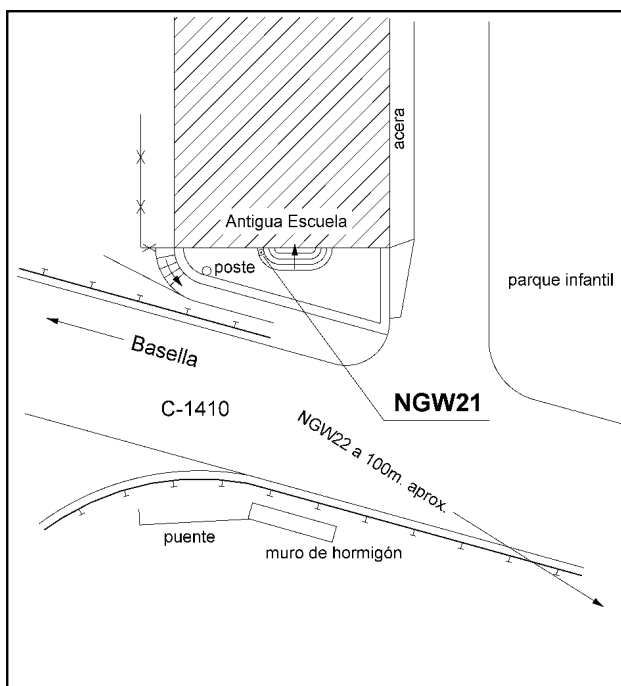 acera
Antigua Escuela
poste
parque infantil
Basella
NGW21
C-1410
NGW22 a 100m. aprox.
puente
muro de hormigón